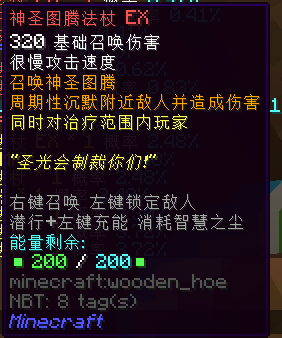 神圣图腾法杖 EX
320 基础召唤伤害
很慢攻击速度
召唤神圣图腾
周期性沉默附近敌人并造成伤害
同时对治疗范围内玩家
"圣光会制裁你们!"
右键召唤 左键锁定敌人
潜行+左键充能 消耗智慧之尘
能量剩余:
200 / 200
minecraft:wooden_hoe
NBT: 8 tag(s)
Minecraft